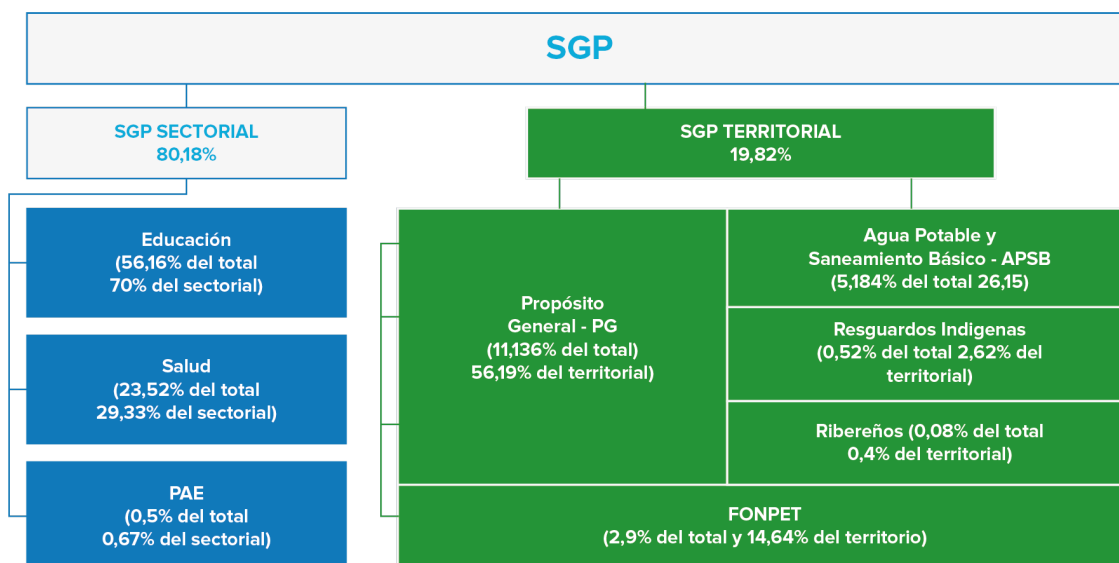 SGP
SGP SECTORIAL
80,18%
Educación
(56,16% del total
70% del sectorial)
Salud
(23,52% del total
29,33% del sectorial)
PAE
(0,5% del total
0,67% del sectorial)
SGP TERRITORIAL
19,82%
Propósito
General - PG
(11,136% del total)
56,19% del territorial)
Agua Potable y
Saneamiento Básico - APSB
(5,184% del total 26,15)
Resguardos Indigenas
(0,52% del total 2,62% del
territorial)
Ribereños (0,08% del total
0,4% del territorial)
FONPET
(2,9% del total y 14,64% del territorio)